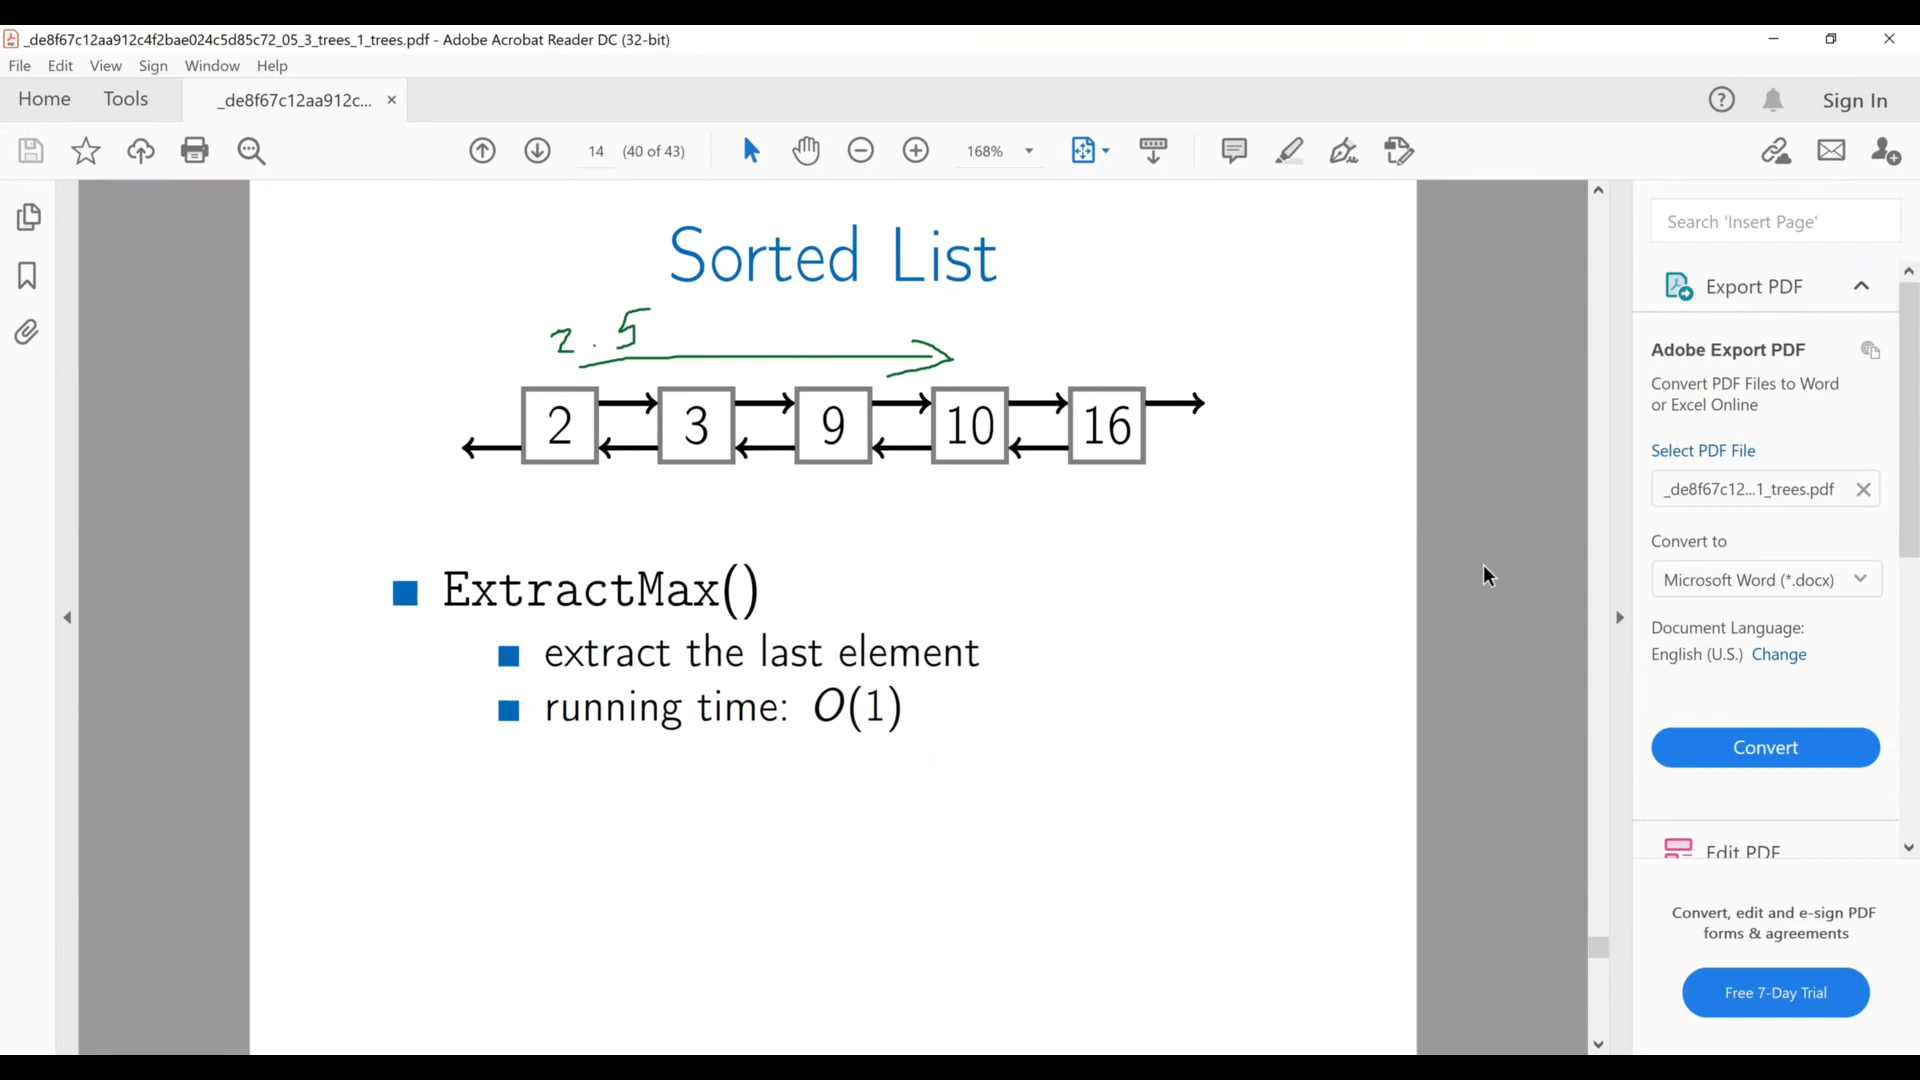 _de8f67c12aa912c4f2bae024c5d85c72_05_3_trees_1_trees.pdf - Adobe Acrobat Reader DC (32-bit)
File Edit View Sign Window Help
Home Tools _de8f67c12aa912c... Sign In
14 (40 of 43) 168%
Sorted List
2.5
2 3 9 10 16
ExtractMax()
extract the last element
running time: O(1)
Search 'Insert Page'
Export PDF
Adobe Export PDF
Convert PDF Files to Word
or Excel Online
Select PDF File
_de8f67c12...1_trees.pdf
Convert to
Microsoft Word (*.docx)
Document Language:
English (U.S.) Change
Convert
Edit PDF
Convert, edit and e-sign PDF
forms & agreements
Free 7-Day Trial